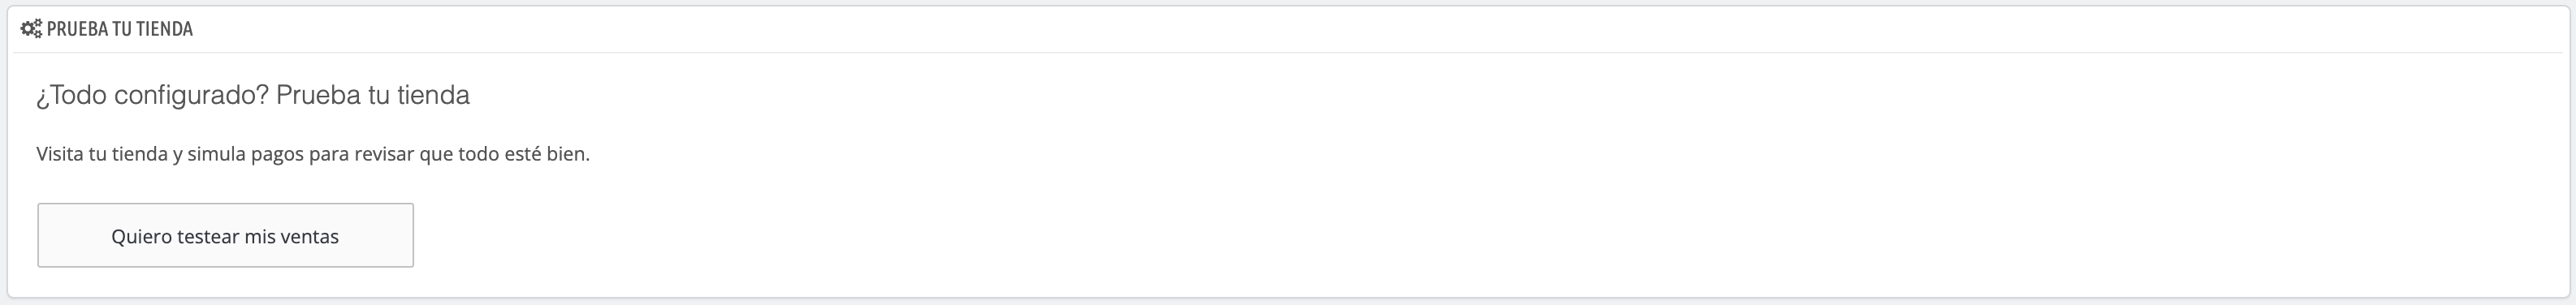 PRUEBA TU TIENDA
¿Todo configurado? Prueba tu tienda
Visita tu tienda y simula pagos para revisar que todo esté bien.
Quiero testear mis ventas